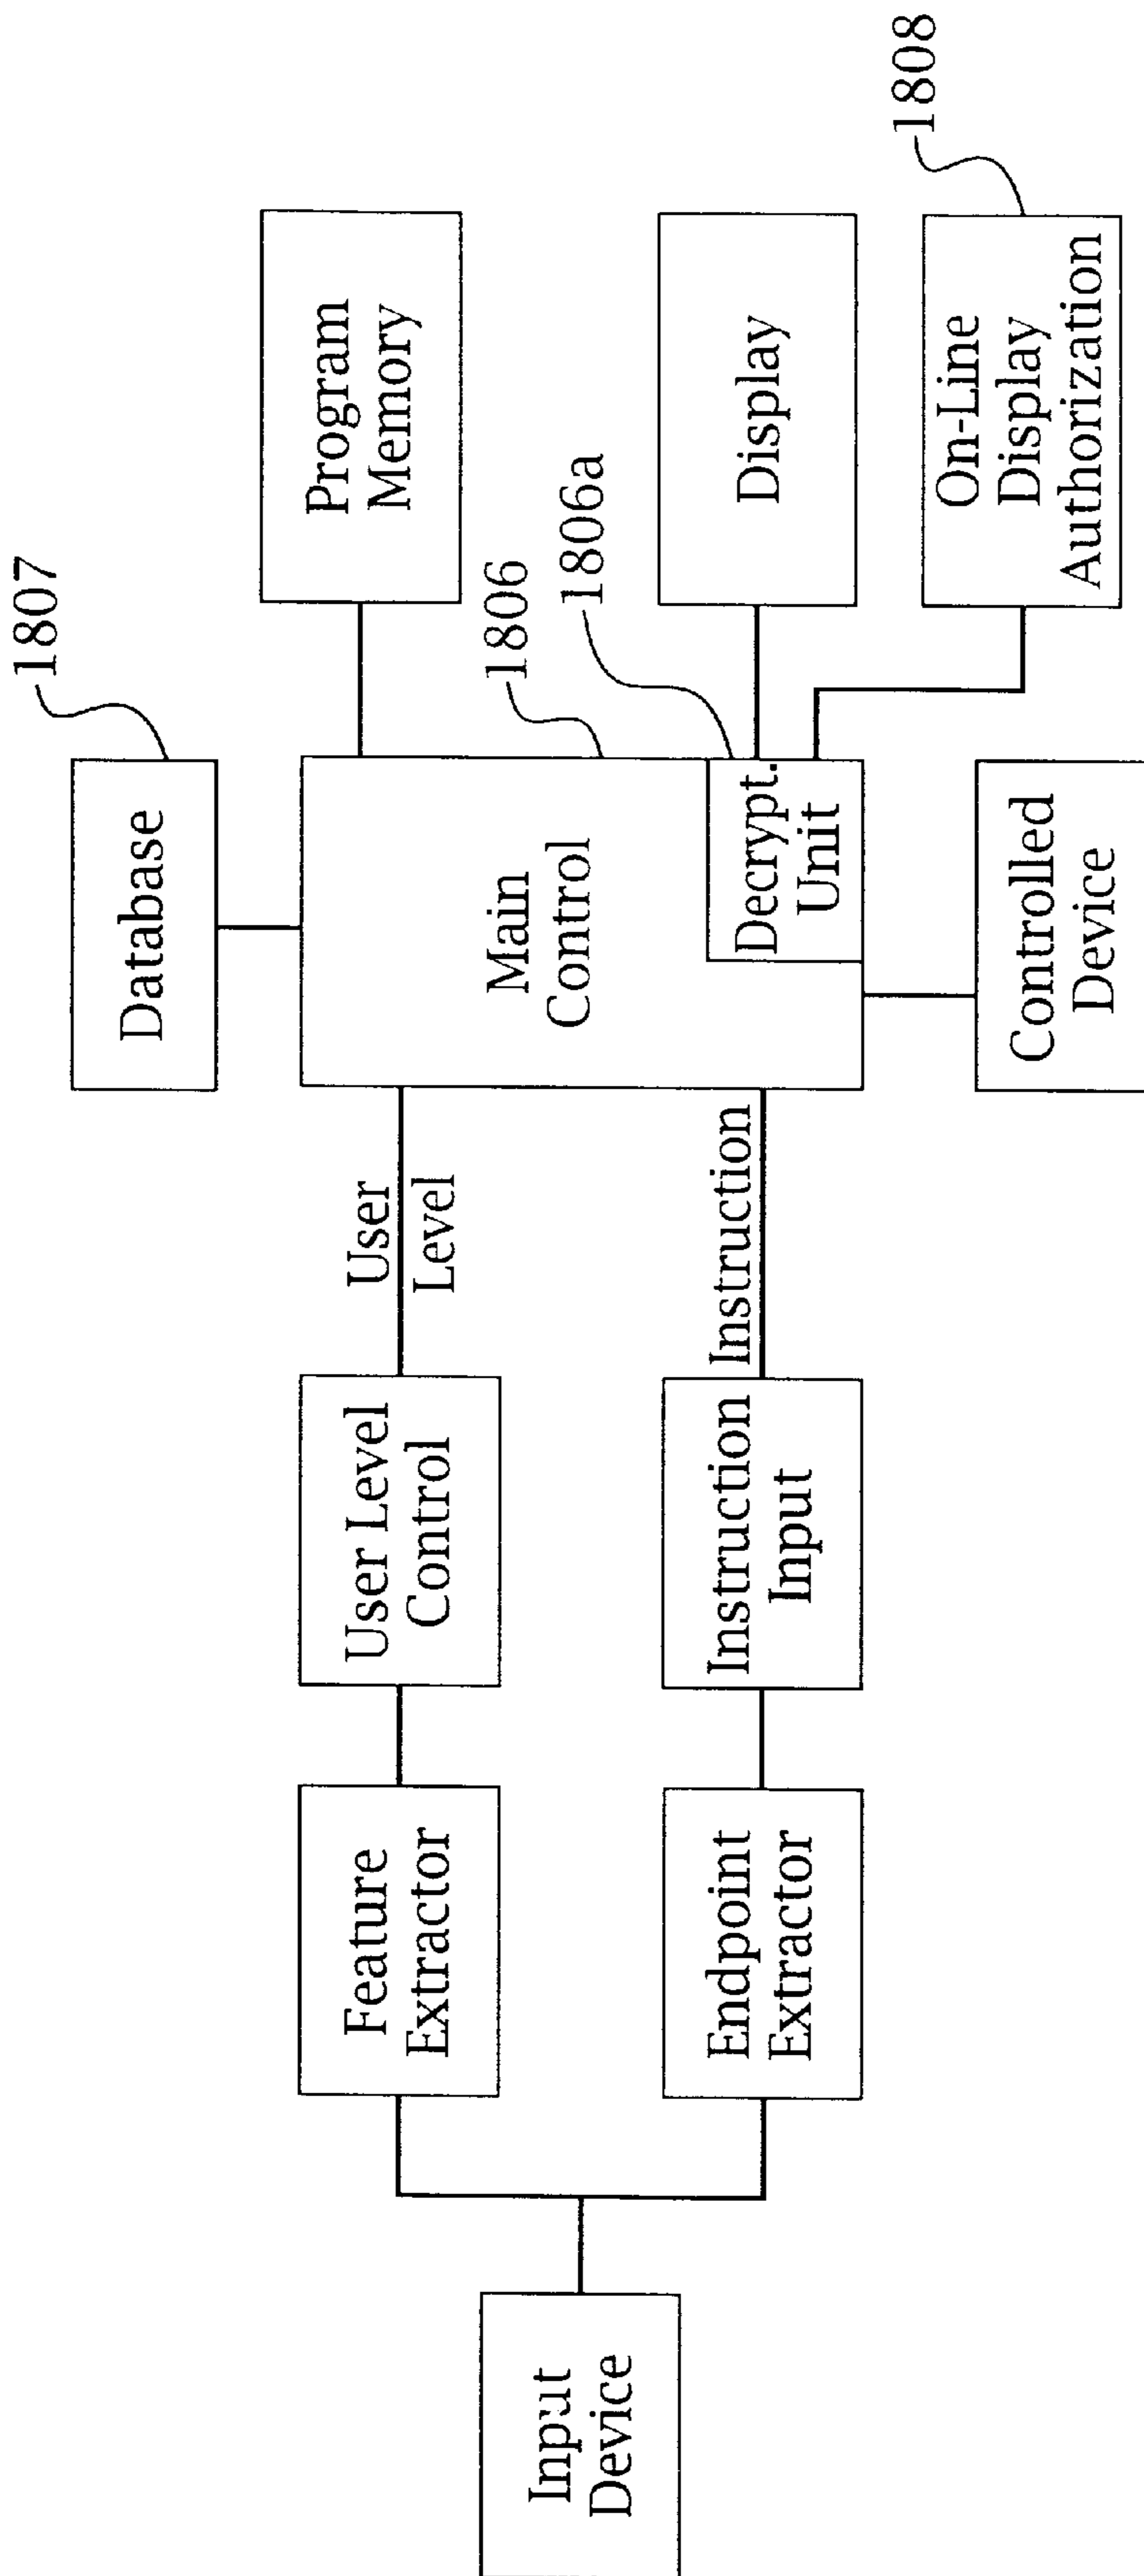 Input
Device
Feature
Extractor
Endpoint
Extractor
User Level
Control
Instruction
Input
User
Level
Instruction
1807
Database
Main
Control
1806
1806a
Decrypt.
Unit
Controlled
Device
Program
Memory
Display
1808
On-Line
Display
Authorization